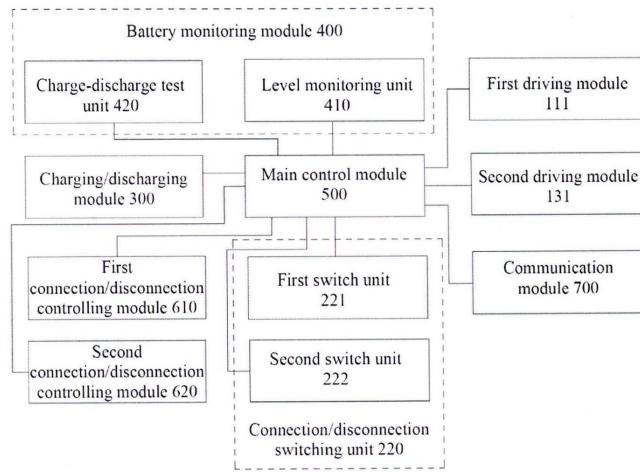 Battery monitoring module 400
Charge-discharge test
unit 420
Level monitoring unit
410
First driving module
111
Charging/discharging
module 300
Main control module
500
Second driving module
131
First
connection/disconnection
controlling module 610
First switch unit
221
Communication
module 700
Second
connection/disconnection
controlling module 620
Second switch unit
222
Connection/disconnection
switching unit 220